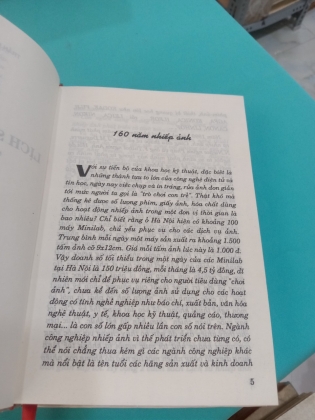 160 năm nhiếp ảnh
Với sự tiến bộ của khoa học kỹ thuật, đặc biệt là
những thành tựu to lớn của công nghệ điện tử và
tin học, ngày nay việc chụp và in tráng, rửa ảnh đơn giản
tới mức người ta gọi là "trò chơi con trẻ". Thật khó mà
thống kê được số lượng phim, giấy ảnh, hóa chất dùng
cho hoạt động nhiếp ảnh trong một đơn vị thời gian là
bao nhiêu? Chỉ biết rằng ở Hà Nội hiện có khoảng 100
máy Minilab, chủ yếu phục vụ cho các dịch vụ ảnh.
Trung bình mỗi ngày một máy sản xuất ra khoảng 1.500
tấm ảnh cỡ 9x12cm. Giá mỗi tấm ảnh lúc này là 1.000 đ.
Vậy doanh số tối thiểu trong một ngày của các Minilab
tại Hà Nội là 150 triệu đồng, mỗi tháng là 4,5 tỷ đồng, dĩ
nhiên mới chỉ để phục vụ riêng cho người tiêu dùng "chơi
ảnh", chưa kể đến số lượng ảnh sử dụng cho các hoạt
động có tính nghề nghiệp như báo chí, xuất bản, văn hóa
nghệ thuật, y tế, khoa học kỹ thuật, quảng cáo, thương
mại... là con số lớn gấp nhiều lần con số nói trên. Ngành
công nghiệp nhiếp ảnh vì thế phát triển chưa từng có, có
thể nói chẳng thua kém gì các ngành công nghiệp khác
mà nổi bật là tên tuổi các hãng sản xuất và kinh doanh
5